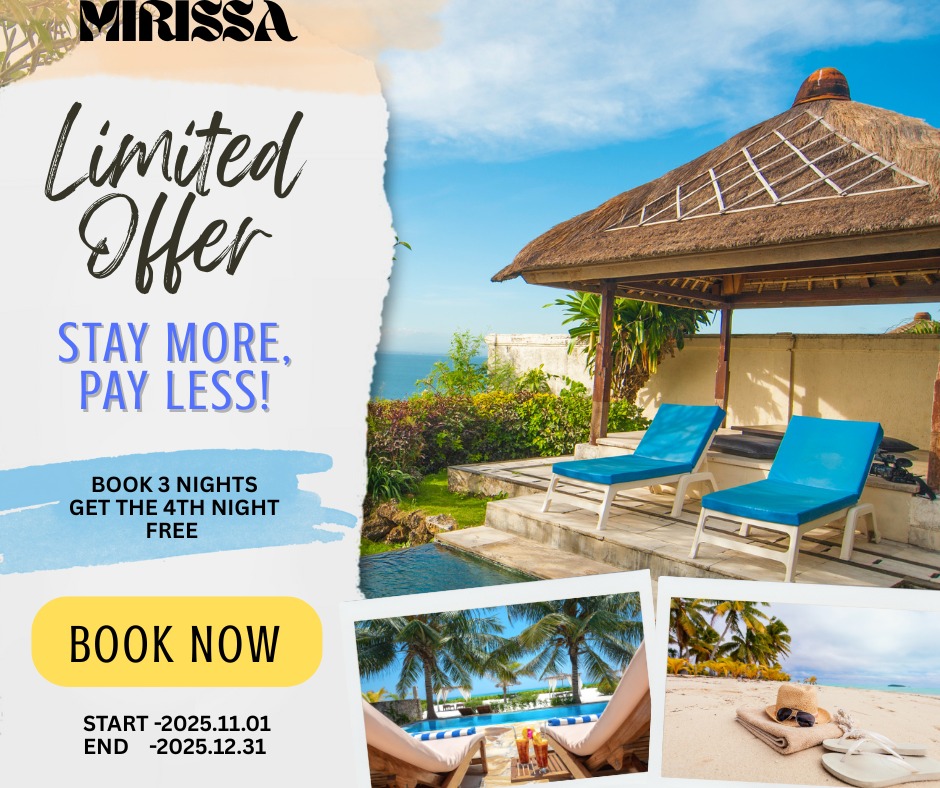 MIRISSA
Limited
Offer
STAY MORE,
PAY LESS!
BOOK 3 NIGHTS
GET THE 4TH NIGHT
FREE
BOOK NOW
START -2025.11.01
END -2025.12.31